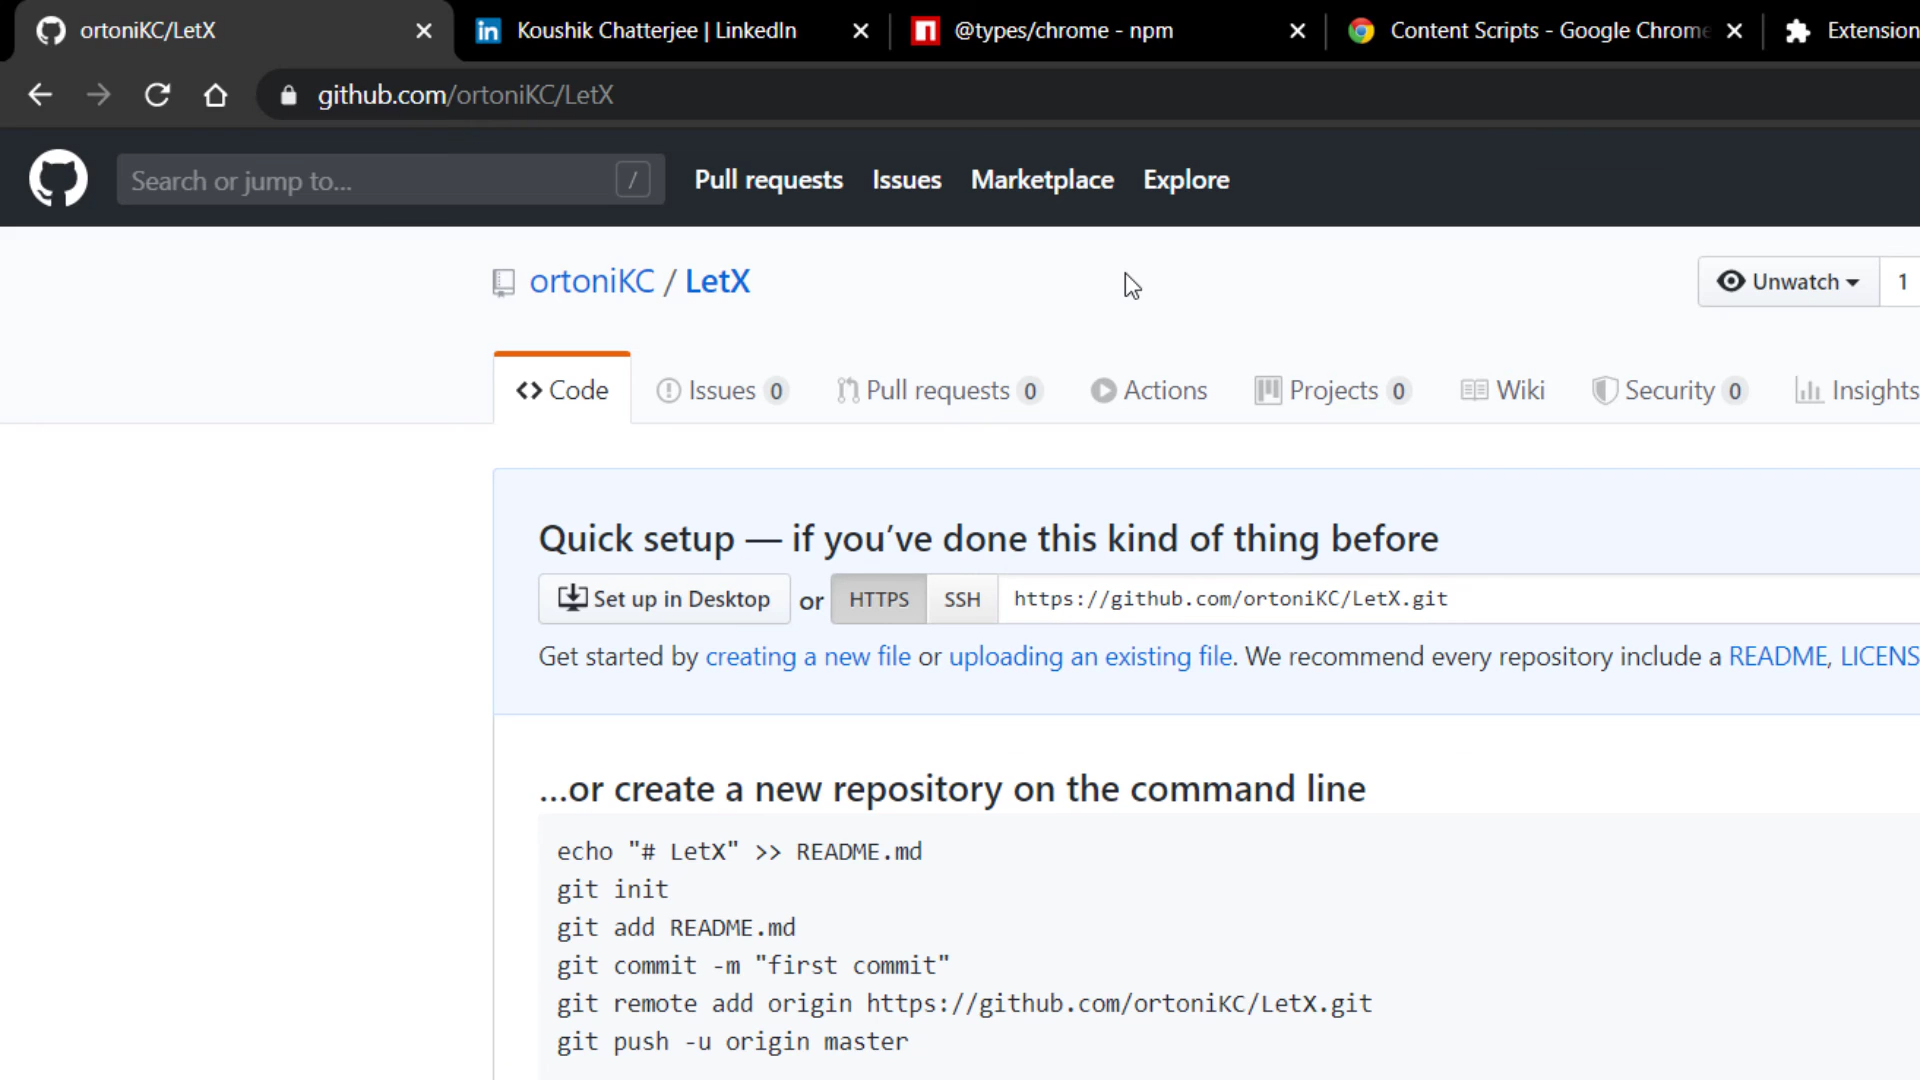 ortoniKC/LetX
Koushik Chatterjee | LinkedIn
@types/chrome - npm
Content Scripts - Google Chrome
Extension
github.com/ortoniKC/LetX
Search or jump to... /
Pull requests Issues Marketplace Explore
ortoniKC / LetX
Unwatch 1
<> Code Issues 0 Pull requests 0 Actions Projects 0 Wiki Security 0 Insights
Quick setup — if you’ve done this kind of thing before
Set up in Desktop or HTTPS SSH https://github.com/ortoniKC/LetX.git
Get started by creating a new file or uploading an existing file. We recommend every repository include a README, LICENS
...or create a new repository on the command line
echo "# LetX" >> README.md
git init
git add README.md
git commit -m "first commit"
git remote add origin https://github.com/ortoniKC/LetX.git
git push -u origin master